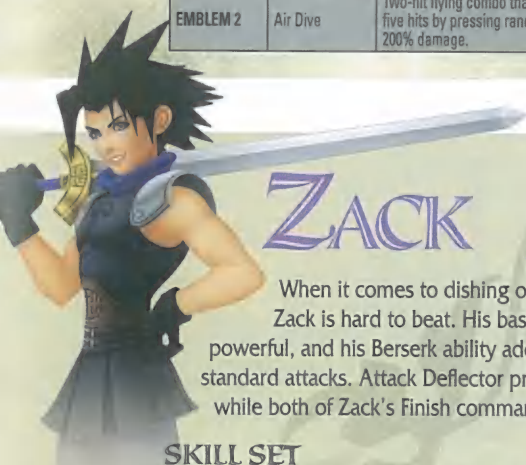 EMBLEM 2
Air Dive
Two-hit flying combo tha
five hits by pressing ran
200% damage.
ZACK
When it comes to dishing o
Zack is hard to beat. His bas
powerful, and his Berserk ability ad
standard attacks. Attack Deflector pr
while both of Zack's Finish comman
SKILL SET